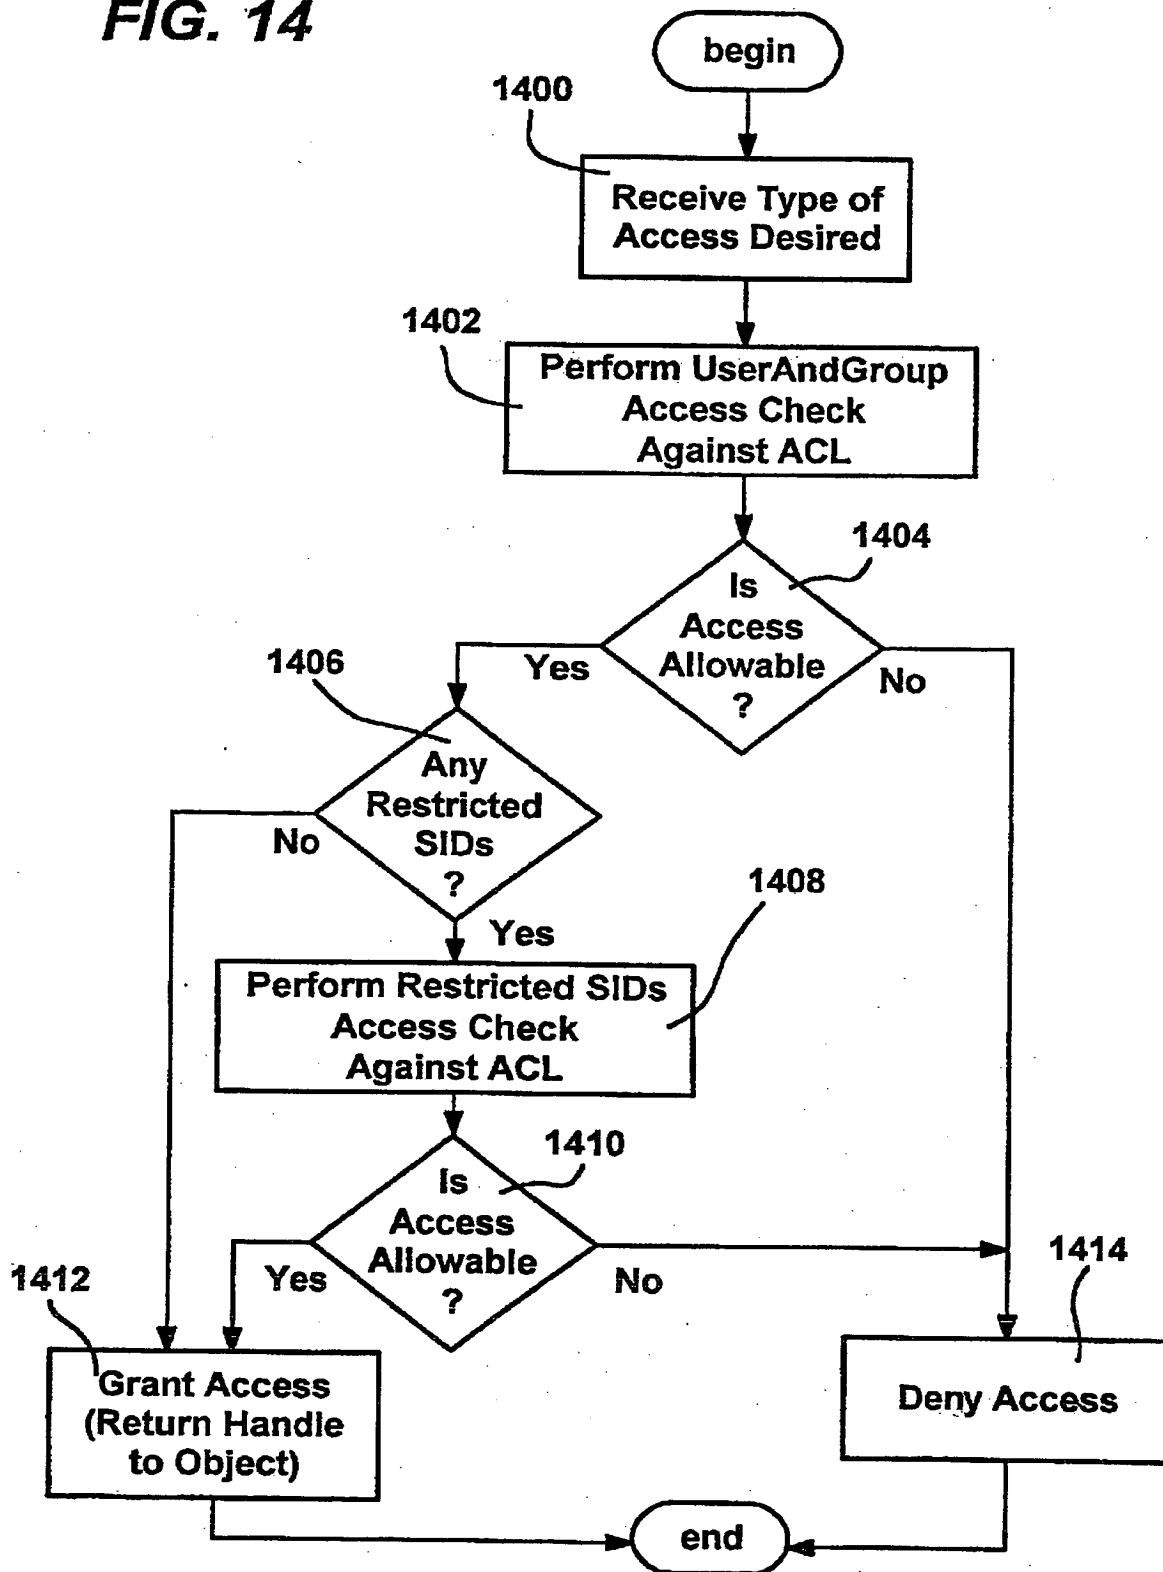 FIG. 14
begin
1400
Receive Type of
Access Desired
1402
Perform UserAndGroup
Access Check
Against ACL
1404
Is
Access
Allowable
?
Yes
No
1406
Any
Restricted
SIDs
?
No
Yes
1408
Perform Restricted SIDs
Access Check
Against ACL
1410
Is
Access
Allowable
?
Yes
No
1412
Grant Access
(Return Handle
to Object)
1414
Deny Access
end